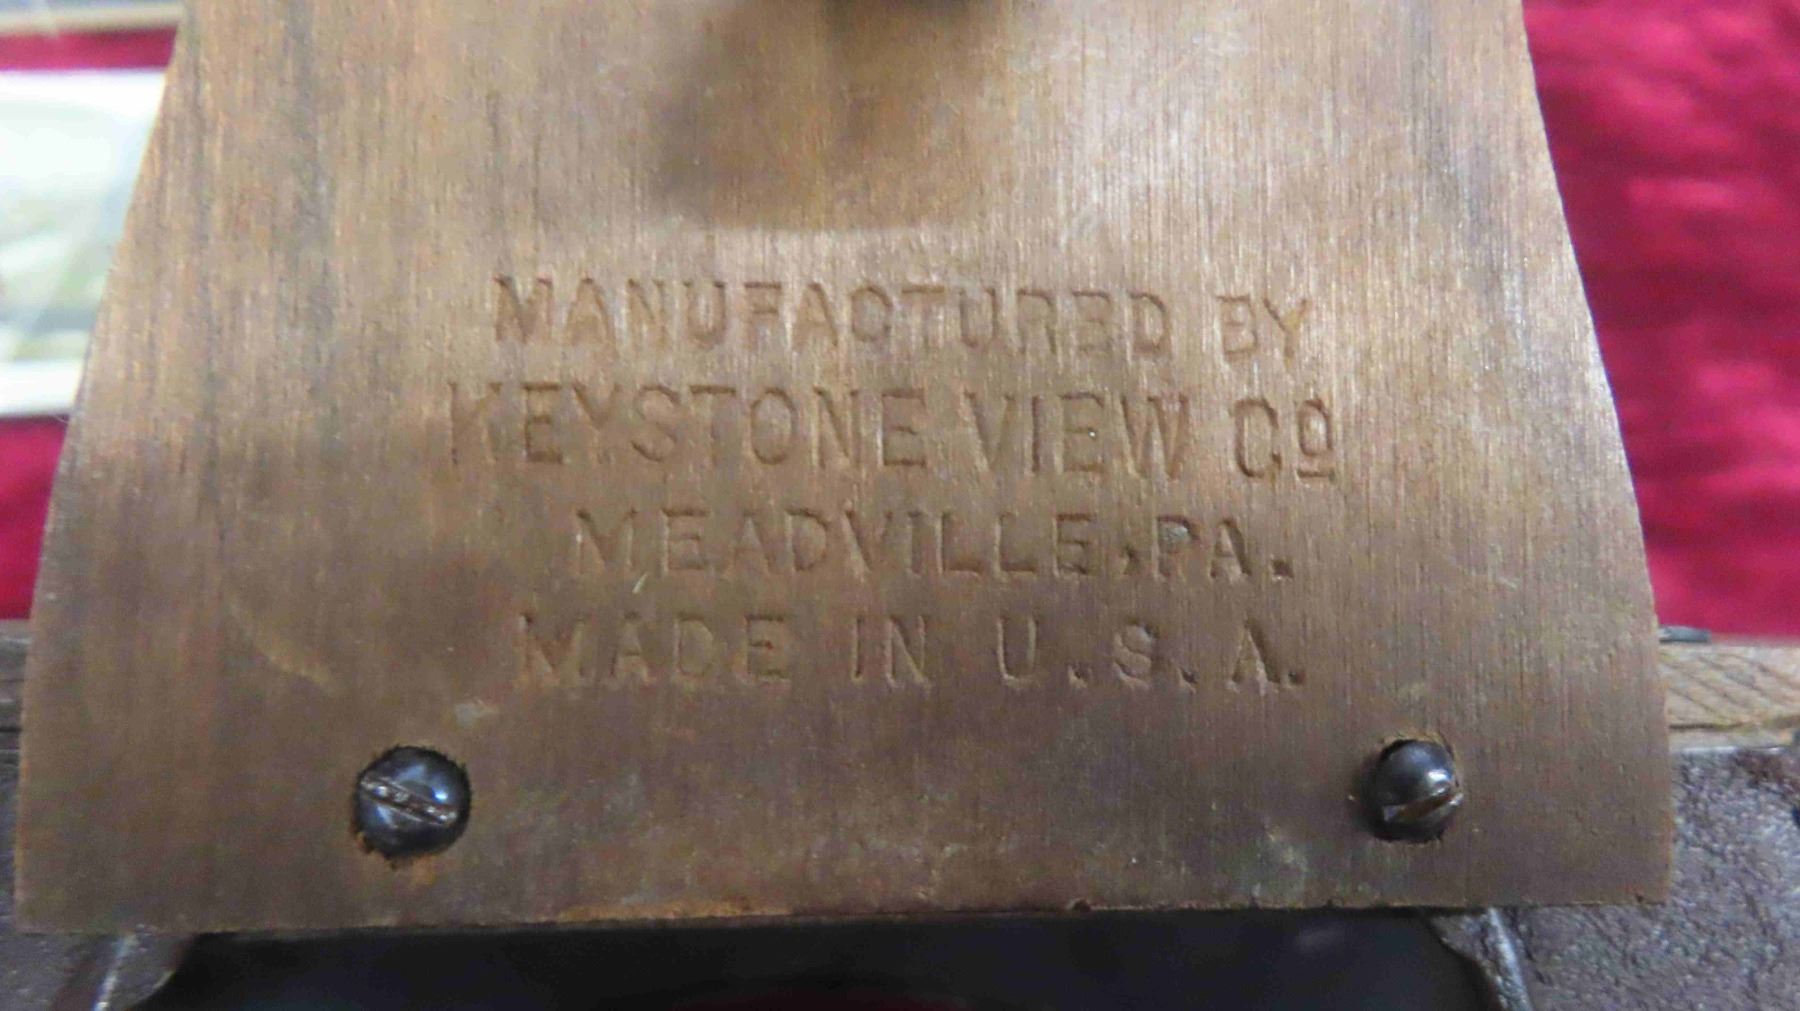 MANUFACTURED BY
KEYSTONE VIEW Cº
MEADVILLE, PA.
MADE IN U.S.A.